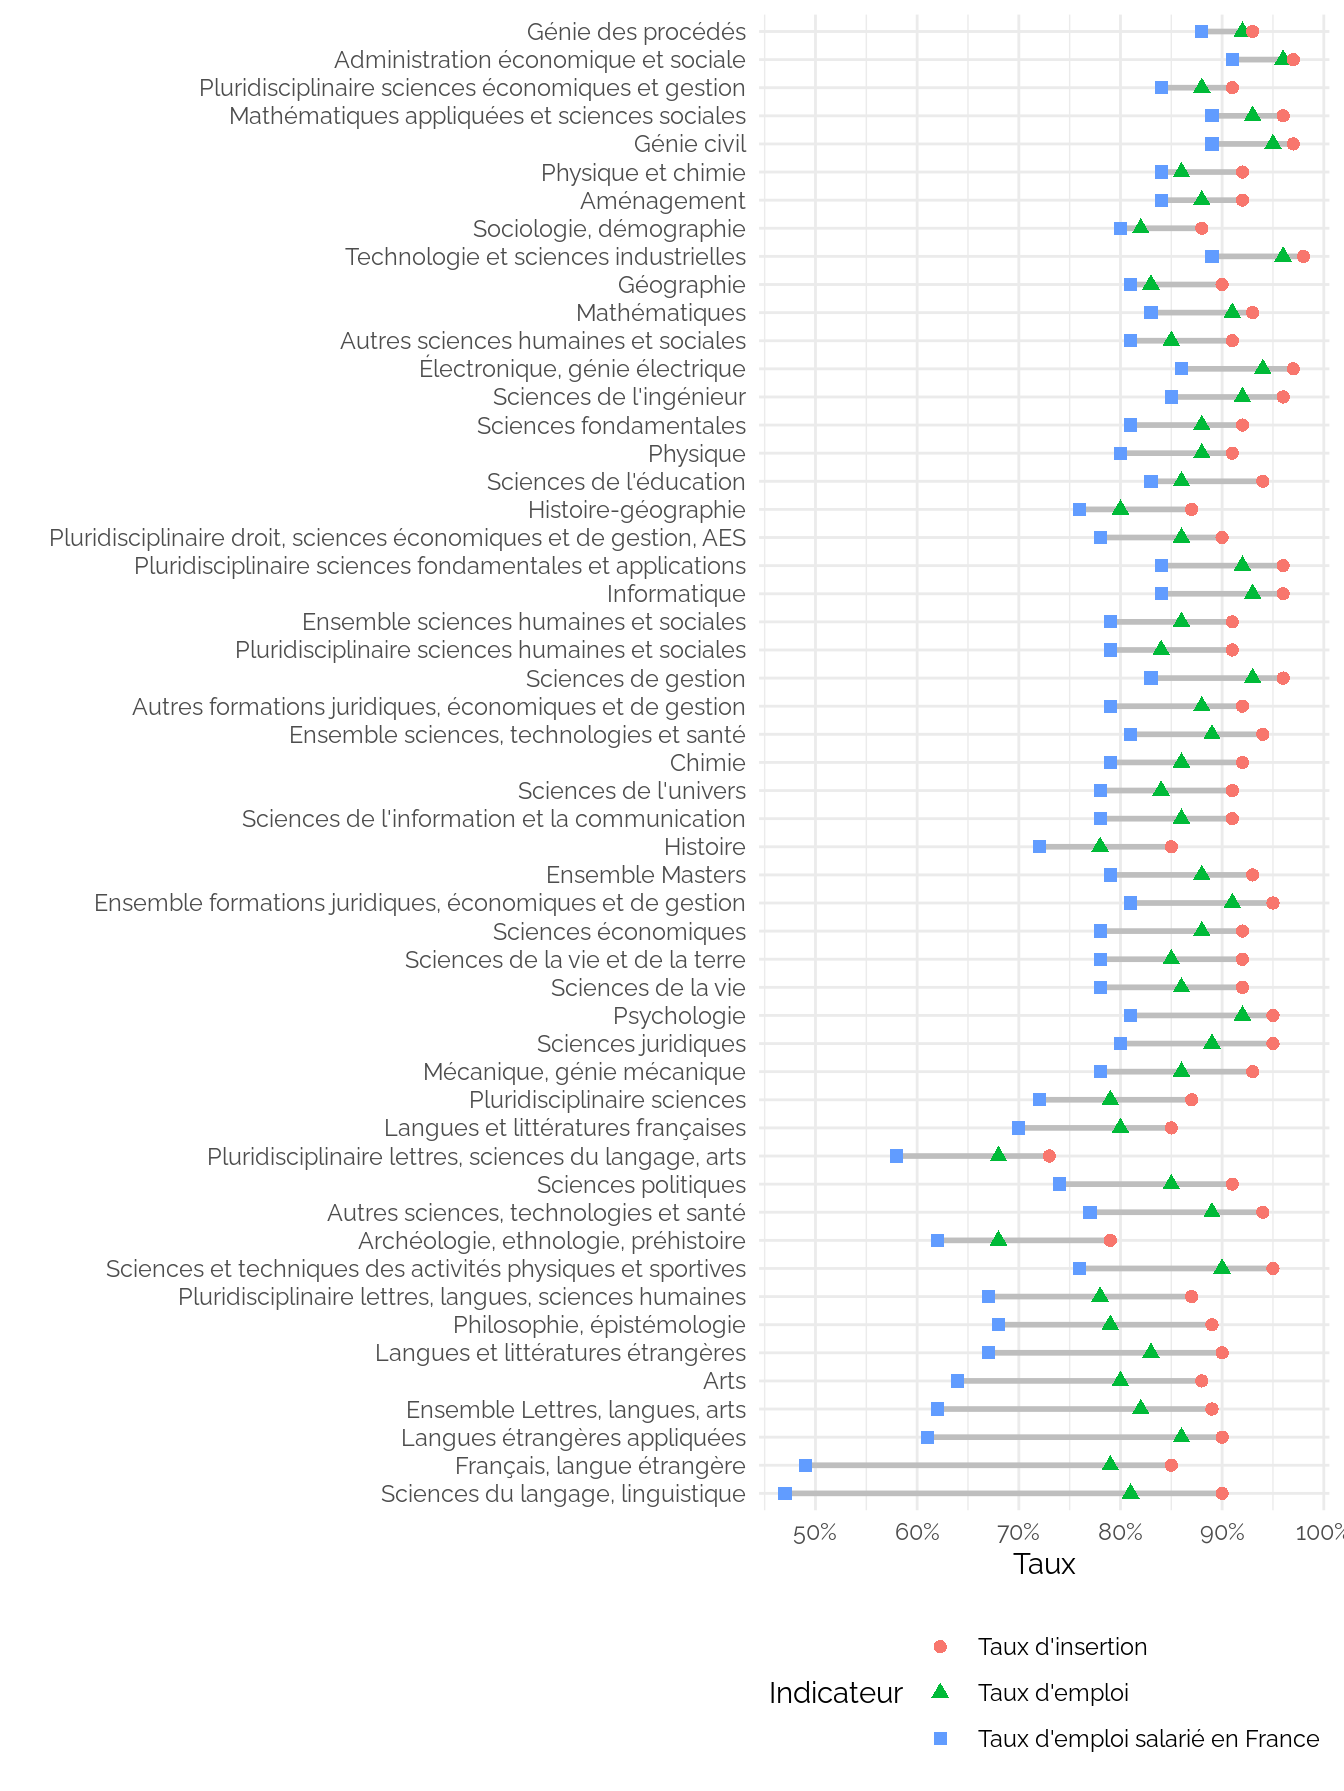 Génie des procédés
Administration économique et sociale
Pluridisciplinaire sciences économiques et gestion
Mathématiques appliquées et sciences sociales
Génie civil
Physique et chimie
Aménagement
Sociologie, démographie
Technologie et sciences industrielles
Géographie
Mathématiques
Autres sciences humaines et sociales
Électronique, génie électrique
Sciences de l'ingénieur
Sciences fondamentales
Physique
Sciences de l'éducation
Histoire-géographie
Pluridisciplinaire droit, sciences économiques et de gestion, AES
Pluridisciplinaire sciences fondamentales et applications
Informatique
Ensemble sciences humaines et sociales
Pluridisciplinaire sciences humaines et sociales
Sciences de gestion
Autres formations juridiques, économiques et de gestion
Ensemble sciences, technologies et santé
Chimie
Sciences de l'univers
Sciences de l'information et la communication
Histoire
Ensemble Masters
Ensemble formations juridiques, économiques et de gestion
Sciences économiques
Sciences de la vie et de la terre
Sciences de la vie
Psychologie
Sciences juridiques
Mécanique, génie mécanique
Pluridisciplinaire sciences
Langues et littératures françaises
Pluridisciplinaire lettres, sciences du langage, arts
Sciences politiques
Autres sciences, technologies et santé
Archéologie, ethnologie, préhistoire
Sciences et techniques des activités physiques et sportives
Pluridisciplinaire lettres, langues, sciences humaines
Philosophie, épistémologie
Langues et littératures étrangères
Arts
Ensemble Lettres, langues, arts
Langues étrangères appliquées
Français, langue étrangère
Sciences du langage, linguistique
50% 60% 70% 80% 90% 100%
Taux
Indicateur
Taux d'insertion
Taux d'emploi
Taux d'emploi salarié en France